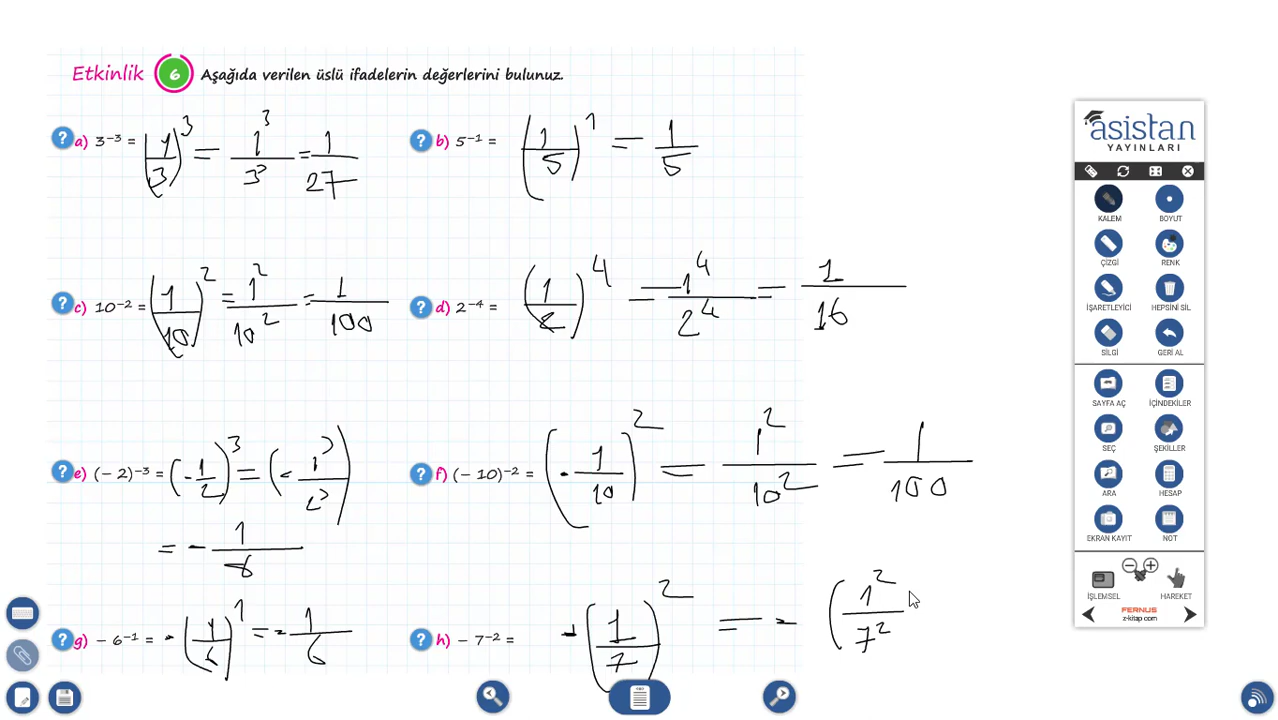 Etkinlik 6 Aşağıda verilen üslü ifadelerin değerlerini bulunuz.
? a) 3⁻³ = (1/3)³ = 1³/3³ = 1/27
? b) 5⁻¹ = (1/5)¹ = 1/5
? c) 10⁻² = (1/10)² = 1²/10² = 1/100
? d) 2⁻⁴ = (1/2)⁴ = 1⁴/2⁴ = 1/16
? e) (– 2)⁻³ = (-1/2)³ = (- 1³/2³)
= - 1/8
? f) (– 10)⁻² = (-1/10)² = 1²/10² = 1/100
? g) – 6⁻¹ = -(1/6)¹ = - 1/6
? h) – 7⁻² = -(1/7)² = - (1²/7²
asistan
YAYINLARI
KALEM BOYUT
ÇİZGİ RENK
İŞARETLEYİCİ HEPSİNİ SİL
SİLGİ GERİ AL
SAYFA AÇ İÇİNDEKİLER
SEÇ ŞEKİLLER
ARA HESAP
EKRAN KAYIT NOT
İŞLEMSEL HAREKET
FERNUS
z-kitap.com